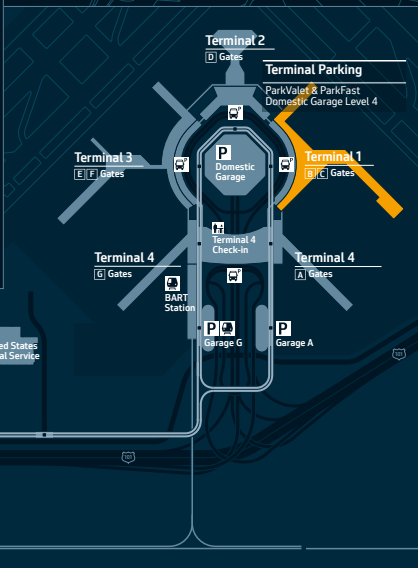 Terminal 2
D Gates
Terminal Parking
ParkValet & ParkFast
Domestic Garage Level 4
P
Domestic
Garage
Terminal 3
E F Gates
Terminal 1
B C Gates
Terminal 4
Check-in
Terminal 4
G Gates
Terminal 4
A Gates
BART
Station
P
Garage G
P
Garage A
ed States
al Service
101
101